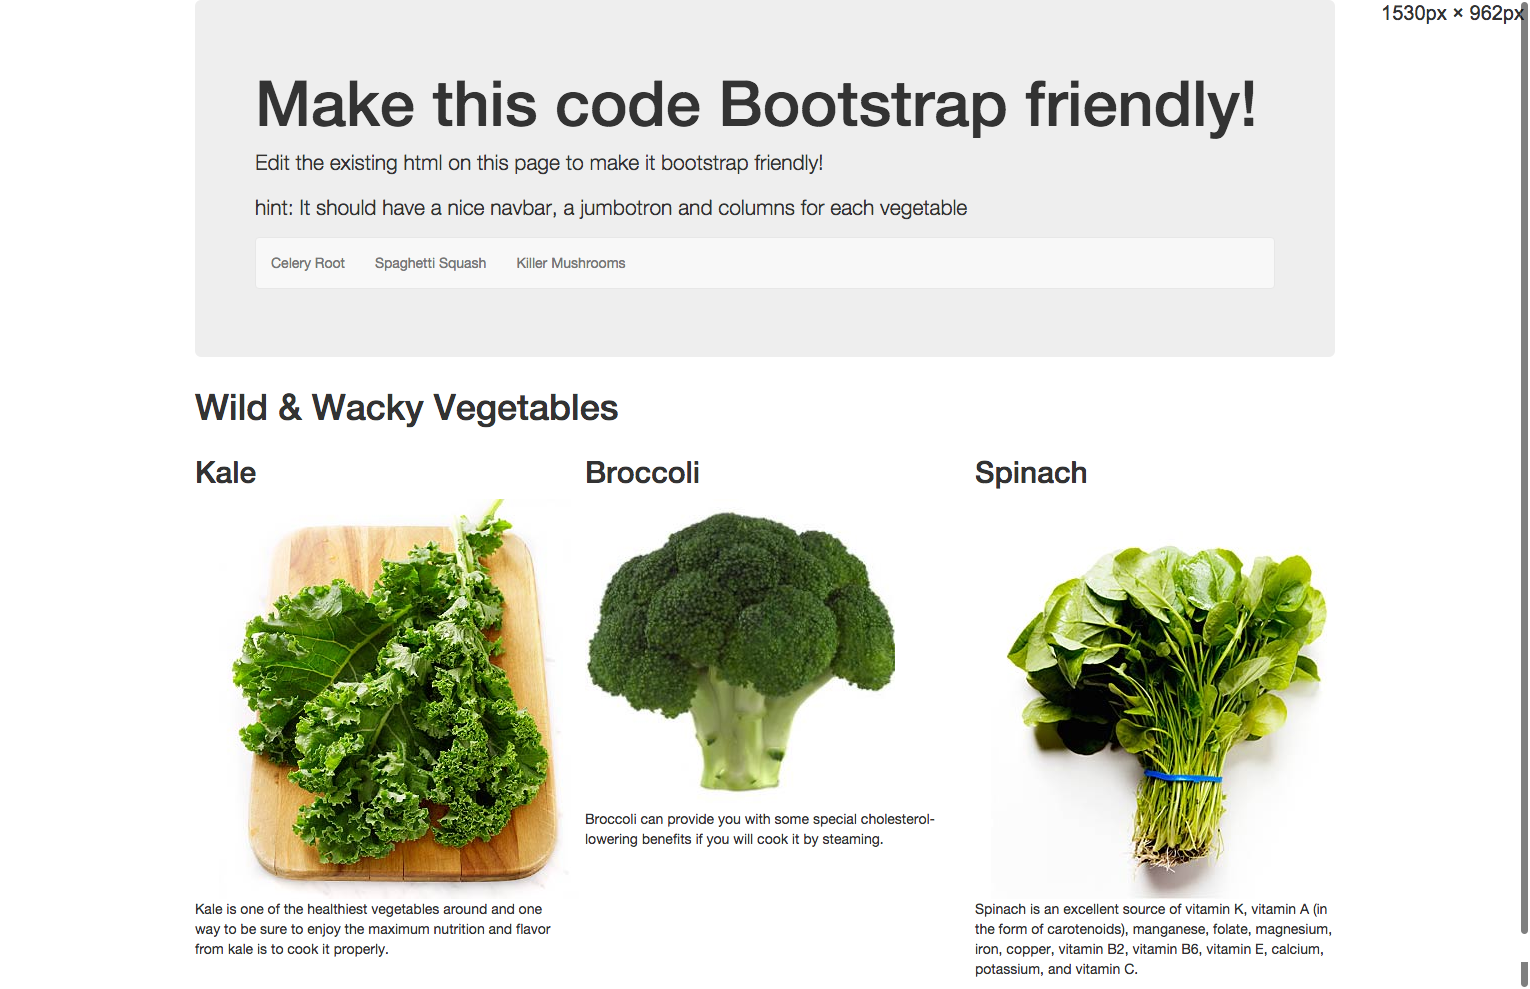 1530px × 962px
Make this code Bootstrap friendly!
Edit the existing html on this page to make it bootstrap friendly!
hint: It should have a nice navbar, a jumbotron and columns for each vegetable
Celery Root Spaghetti Squash Killer Mushrooms
Wild & Wacky Vegetables
Kale
Kale is one of the healthiest vegetables around and one
way to be sure to enjoy the maximum nutrition and flavor
from kale is to cook it properly.
Broccoli
Broccoli can provide you with some special cholesterol-
lowering benefits if you will cook it by steaming.
Spinach
Spinach is an excellent source of vitamin K, vitamin A (in
the form of carotenoids), manganese, folate, magnesium,
iron, copper, vitamin B2, vitamin B6, vitamin E, calcium,
potassium, and vitamin C.